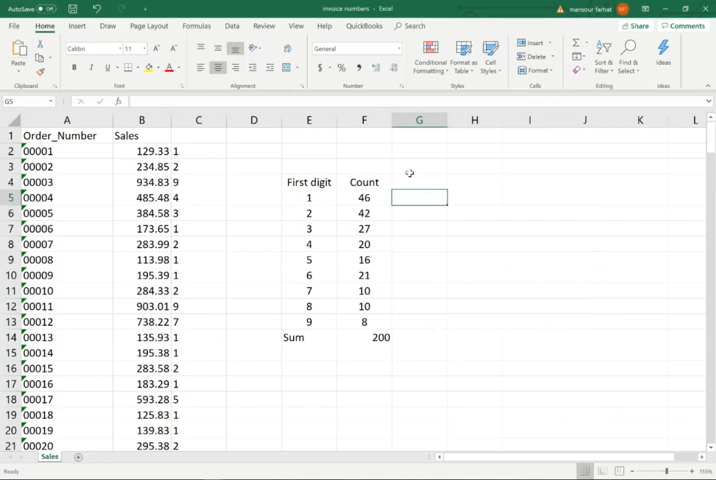 AutoSave Off
invoice numbers - Excel
mansour farhat MF
File Home Insert Draw Page Layout Formulas Data Review View Help QuickBooks Search
Share Comments
Paste
Calibri 11
B I U
General
$ % ,
Conditional Formatting Format as Table Cell Styles
Insert
Delete
Format
Sort & Filter Find & Select
Ideas
Clipboard Font Alignment Number Styles Cells Editing Ideas
G5 fx
A B C D E F G H I J K L
1 Order_Number Sales
2 00001 129.33 1
3 00002 234.85 2
4 00003 934.83 9 First digit Count
5 00004 485.48 4 1 46
6 00005 384.58 3 2 42
7 00006 173.65 1 3 27
8 00007 283.99 2 4 20
9 00008 113.98 1 5 16
10 00009 195.39 1 6 21
11 00010 284.33 2 7 10
12 00011 903.01 9 8 10
13 00012 738.22 7 9 8
14 00013 135.93 1 Sum 200
15 00014 195.38 1
16 00015 283.58 2
17 00016 183.29 1
18 00017 593.28 5
19 00018 125.83 1
20 00019 139.83 1
21 00020 295.38 2
Sales
Ready